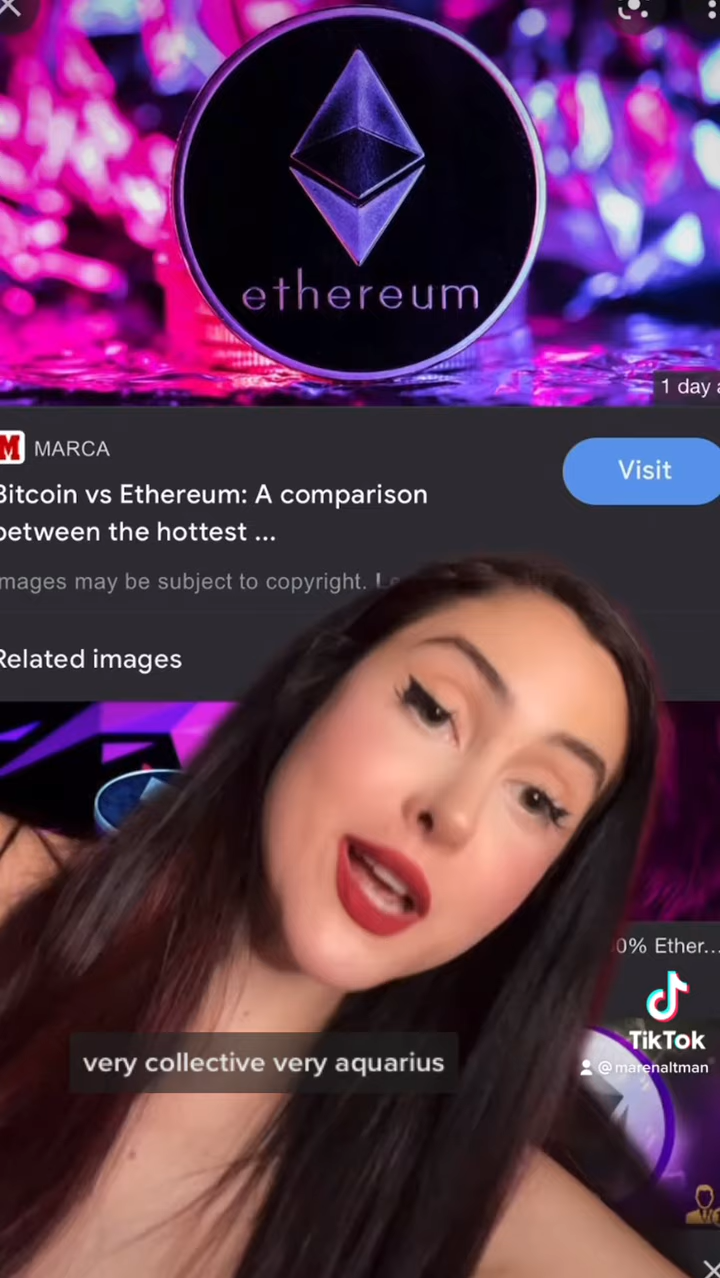 ethereum
1 day a
M MARCA
Visit
Bitcoin vs Ethereum: A comparison
between the hottest ...
mages may be subject to copyright. Le
Related images
0% Ether...
TikTok
@marenaltman
very collective very aquarius